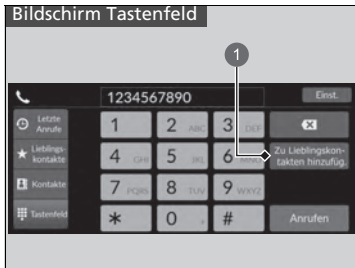 Bildschirm Tastenfeld
1
1234567890
Einst.
Letzte
Anrufe
1
2 ABC
3 DEF
Lieblings-
kontakte
4 GHI
5 JKL
6 MNO
Zu Lieblingskon-
takten hinzufüg.
Kontakte
7 PQRS
8 TUV
9 WXYZ
Tastenfeld
*
0 +
#
Anrufen